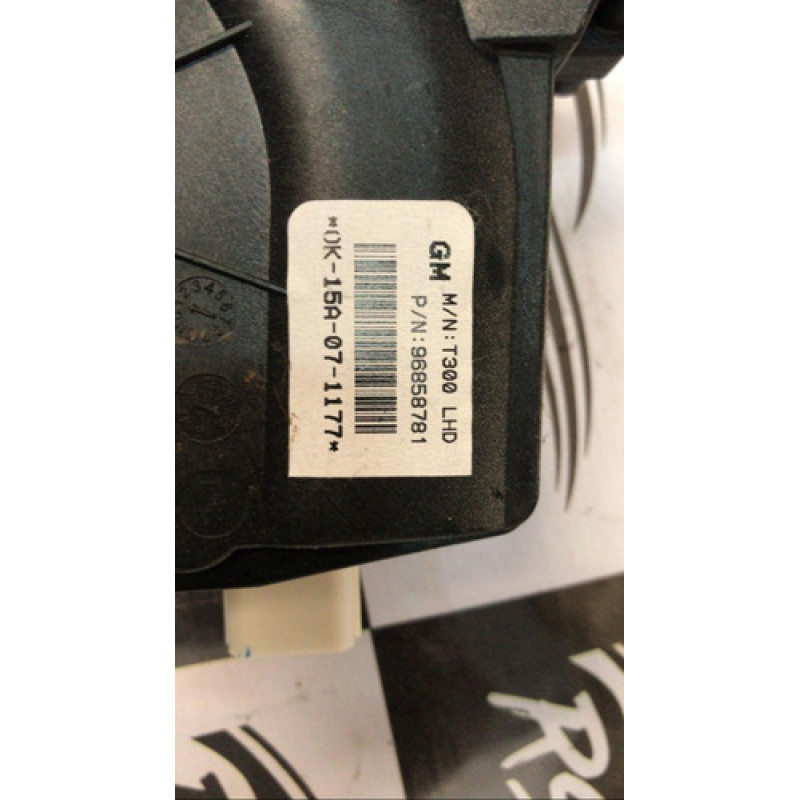 GM M/N:T300 LHD
P/N:96858781
*OK-15A-07-1177*